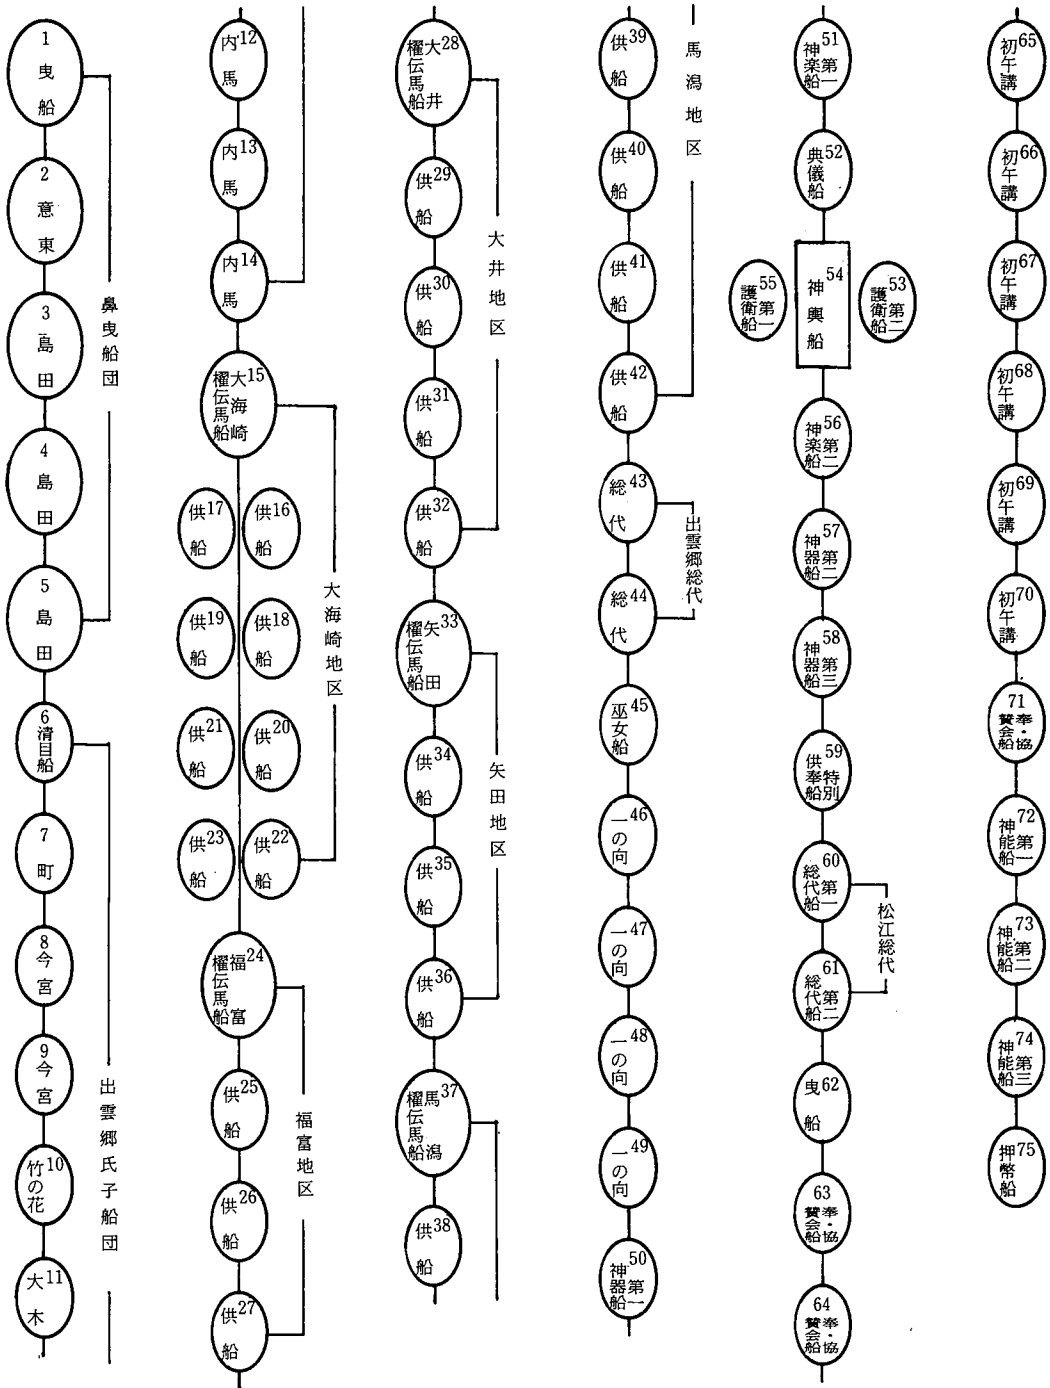 1 曳船
2 意東
3 島田
4 島田
5 島田
鼻曳船団
6 清目船
7 町
8 今宮
9 今宮
10 竹の花
11 大木
出雲郷氏子船団
12 内馬
13 内馬
14 内馬
15 大海崎櫂伝馬船
16 供船
17 供船
18 供船
19 供船
20 供船
21 供船
22 供船
23 供船
大海崎地区
24 福富櫂伝馬船
25 供船
26 供船
27 供船
福富地区
28 大井櫂伝馬船
29 供船
30 供船
31 供船
32 供船
大井地区
33 矢田櫂伝馬船
34 供船
35 供船
36 供船
矢田地区
37 馬潟櫂伝馬船
38 供船
39 供船
40 供船
41 供船
42 供船
馬潟地区
43 総代
44 総代
出雲郷総代
45 巫女船
46 一の向
47 一の向
48 一の向
49 一の向
50 第一神器船
51 第一神楽船
52 典儀船
53 第二護衛船
54 神輿船
55 第一護衛船
56 第二神楽船
57 第二神器船
58 第三神器船
59 特別供奉船
60 第一総代船
61 第二総代船
松江総代
62 曳船
63 奉・協賛会船
64 奉・協賛会船
65 初午講
66 初午講
67 初午講
68 初午講
69 初午講
70 初午講
71 奉・協賛会船
72 第一神能船
73 第二神能船
74 第三神能船
75 押幣船